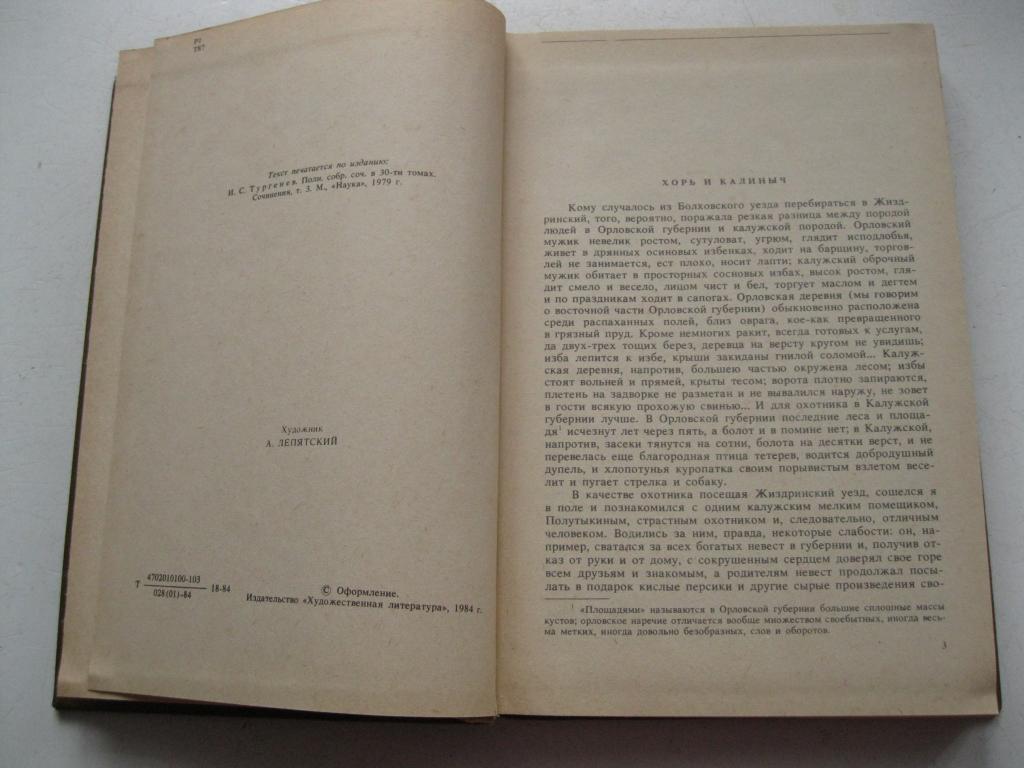 Р1
Т87
Текст печатается по изданию:
И. С. Тургенев. Полн. собр. соч. в 30-ти томах.
Сочинения, т. 3. М., «Наука», 1979 г.
Художник
А. ЛЕПЯТСКИЙ
Т 4702010100-103 18-84
028(01)-84
© Оформление.
Издательство «Художественная литература», 1984 г.
ХОРЬ И КАЛИНЫЧ
Кому случалось из Болховского уезда перебираться в Жизд-
ринский, того, вероятно, поражала резкая разница между породой
людей в Орловской губернии и калужской породой. Орловский
мужик невелик ростом, сутуловат, угрюм, глядит исподлобья,
живет в дрянных осиновых избенках, ходит на барщину, торгов-
лей не занимается, ест плохо, носит лапти; калужский оброчный
мужик обитает в просторных сосновых избах, высок ростом, гля-
дит смело и весело, лицом чист и бел, торгует маслом и дегтем
и по праздникам ходит в сапогах. Орловская деревня (мы говорим
о восточной части Орловской губернии) обыкновенно расположена
среди распаханных полей, близ оврага, кое-как превращенного
в грязный пруд. Кроме немногих ракит, всегда готовых к услугам,
да двух-трех тощих берез, деревца на версту кругом не увидишь;
изба лепится к избе, крыши закиданы гнилой соломой... Калуж-
ская деревня, напротив, большею частью окружена лесом; избы
стоят вольней и прямей, крыты тесом; ворота плотно запираются,
плетень на задворке не разметан и не вывалился наружу, не зовет
в гости всякую прохожую свинью... И для охотника в Калужской
губернии лучше. В Орловской губернии последние леса и площа-
дя¹ исчезнут лет через пять, а болот и в помине нет; в Калужской,
напротив, засеки тянутся на сотни, болота на десятки верст, и не
перевелась еще благородная птица тетерев, водится добродушный
дупель, и хлопотунья куропатка своим порывистым взлетом весе-
лит и пугает стрелка и собаку.
В качестве охотника посещая Жиздринский уезд, сошелся я
в поле и познакомился с одним калужским мелким помещиком,
Полутыкиным, страстным охотником и, следовательно, отличным
человеком. Водились за ним, правда, некоторые слабости: он, на-
пример, сватался за всех богатых невест в губернии и, получив от-
каз от руки и от дому, с сокрушенным сердцем доверял свое горе
всем друзьям и знакомым, а родителям невест продолжал посы-
лать в подарок кислые персики и другие сырые произведения сво-
¹ «Площадями» называются в Орловской губернии большие сплошные массы
кустов; орловское наречие отличается вообще множеством своебытных, иногда весь-
ма метких, иногда довольно безобразных, слов и оборотов.
3